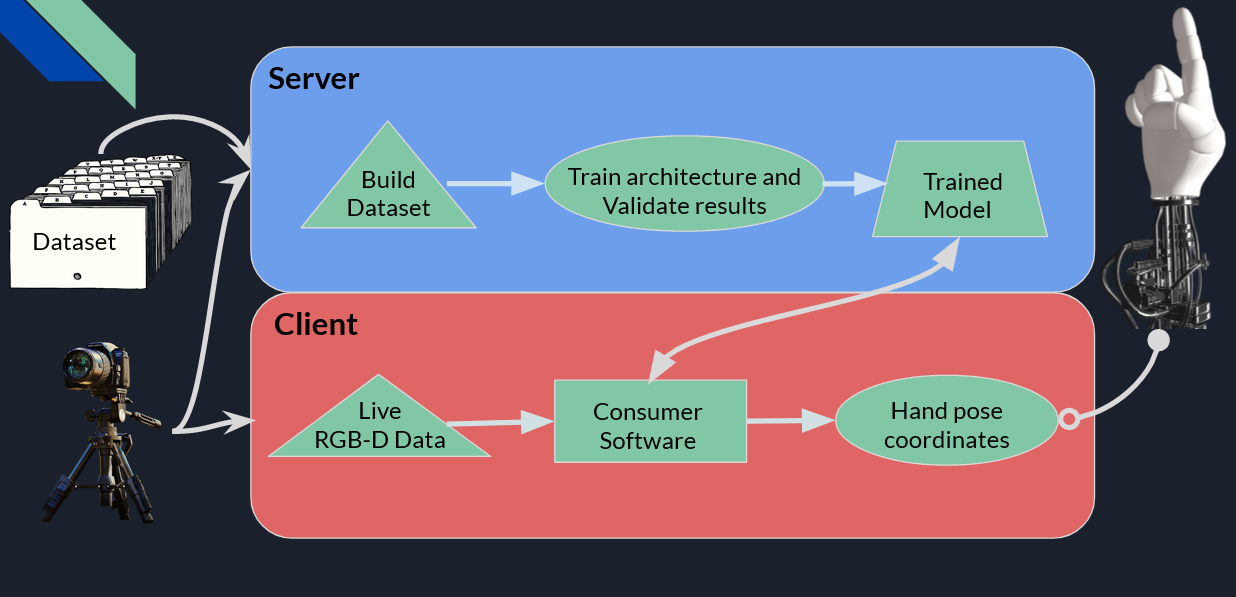 Server
Build
Dataset
Train architecture and
Validate results
Trained
Model
Dataset
Client
Live
RGB-D Data
Consumer
Software
Hand pose
coordinates